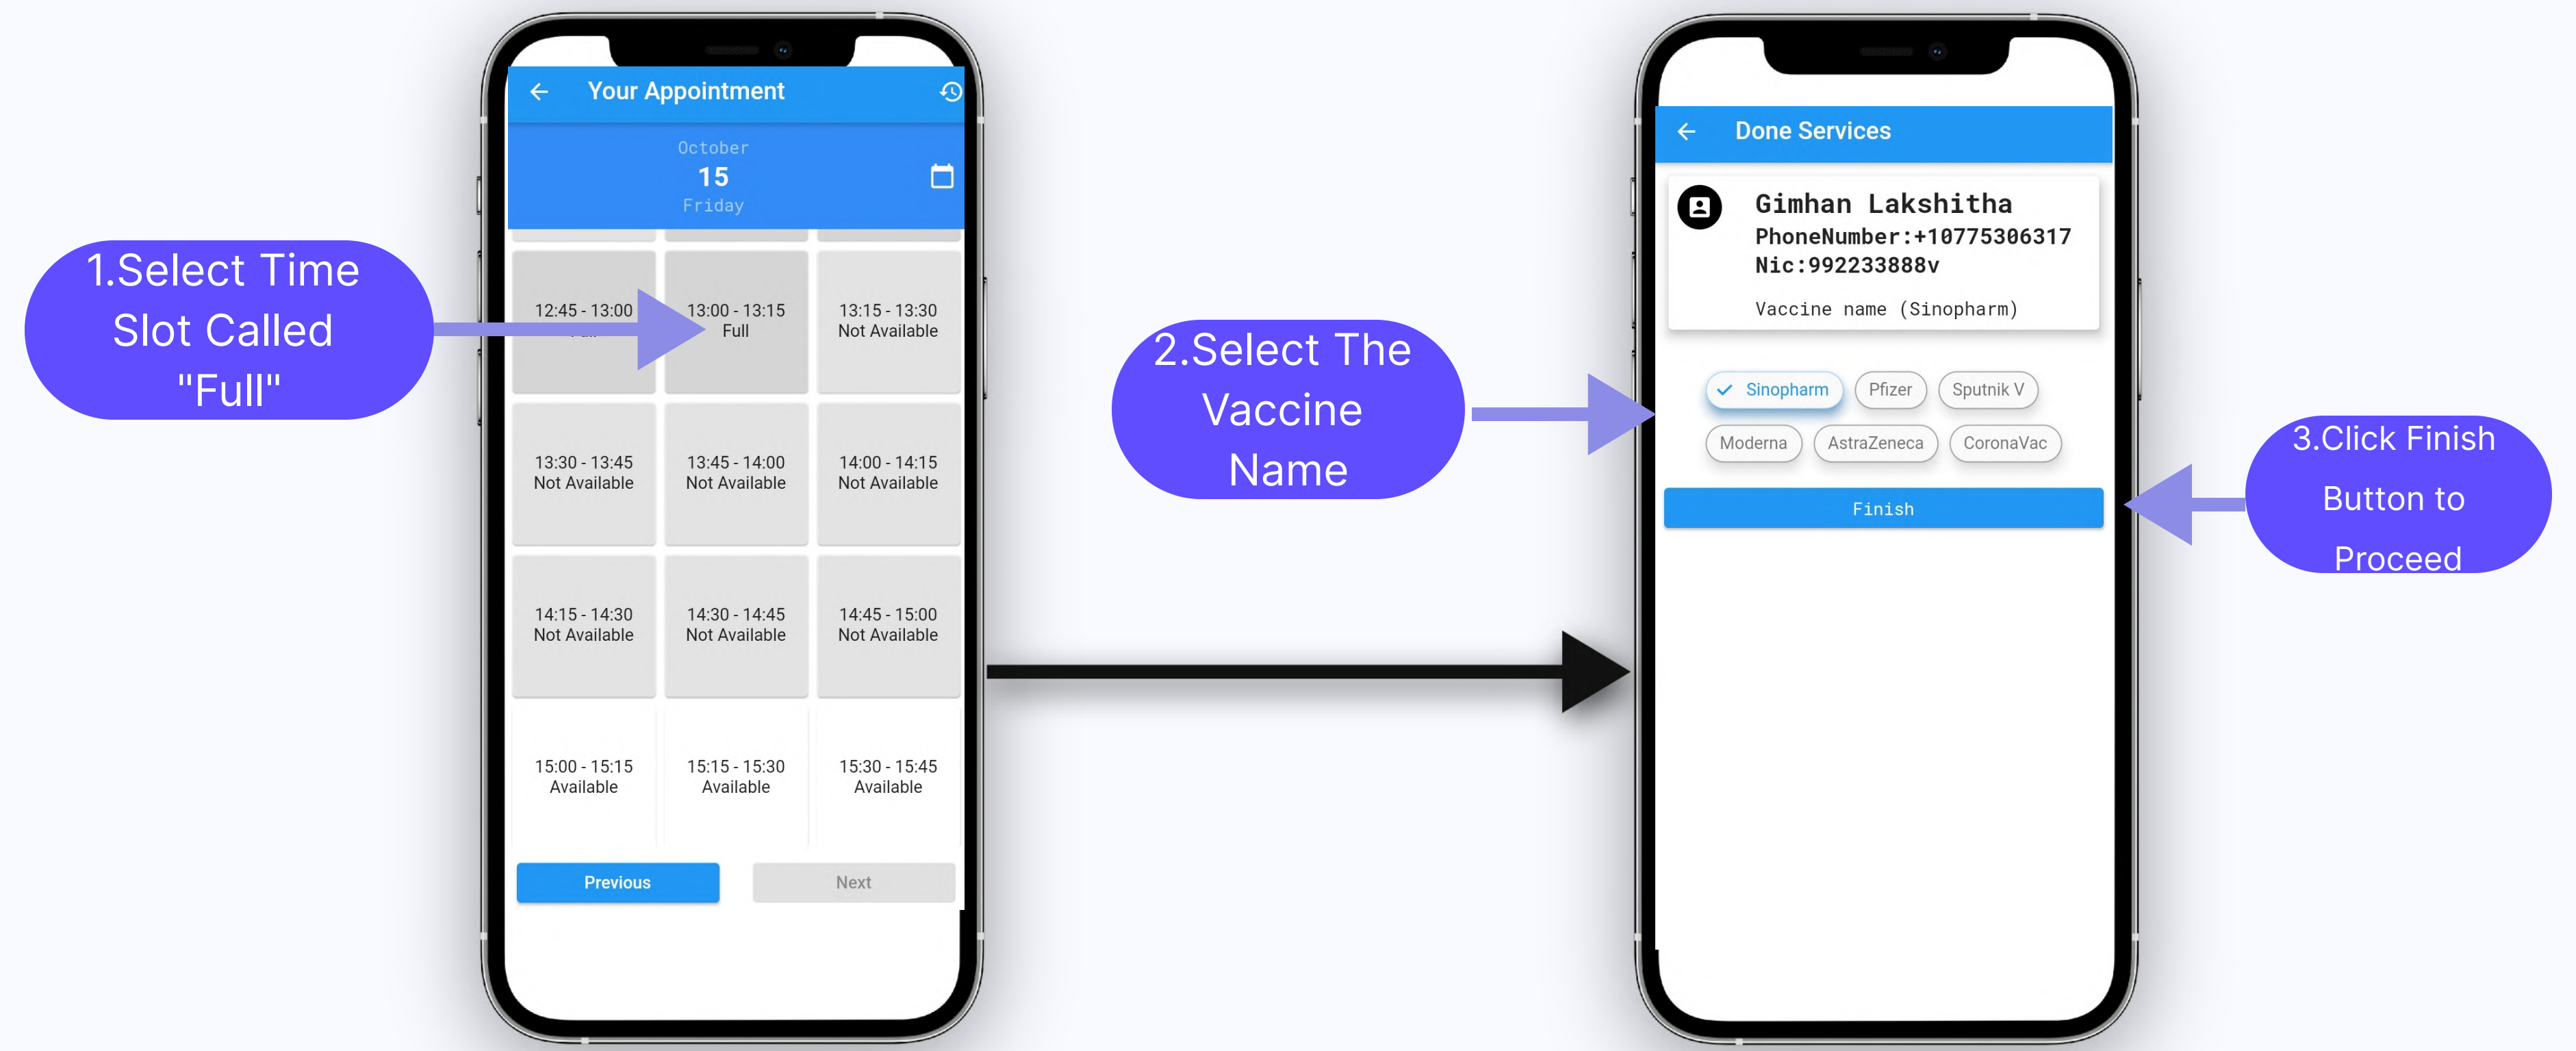 1.Select Time
Slot Called
"Full"
Your Appointment
October
15
Friday
12:45 - 13:00
13:00 - 13:15
Full
13:15 - 13:30
Not Available
13:30 - 13:45
Not Available
13:45 - 14:00
Not Available
14:00 - 14:15
Not Available
14:15 - 14:30
Not Available
14:30 - 14:45
Not Available
14:45 - 15:00
Not Available
15:00 - 15:15
Available
15:15 - 15:30
Available
15:30 - 15:45
Available
Previous
Next
2.Select The
Vaccine
Name
Done Services
Gimhan Lakshitha
PhoneNumber:+10775306317
Nic:992233888v
Vaccine name (Sinopharm)
Sinopharm
Pfizer
Sputnik V
Moderna
AstraZeneca
CoronaVac
Finish
3.Click Finish
Button to
Proceed